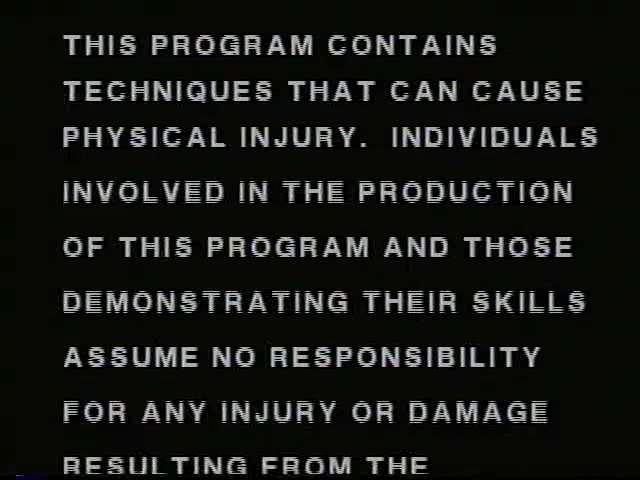 THIS PROGRAM CONTAINS
TECHNIQUES THAT CAN CAUSE
PHYSICAL INJURY.  INDIVIDUALS
INVOLVED IN THE PRODUCTION
OF THIS PROGRAM AND THOSE
DEMONSTRATING THEIR SKILLS
ASSUME NO RESPONSIBILITY
FOR ANY INJURY OR DAMAGE
RESULTING FROM THE